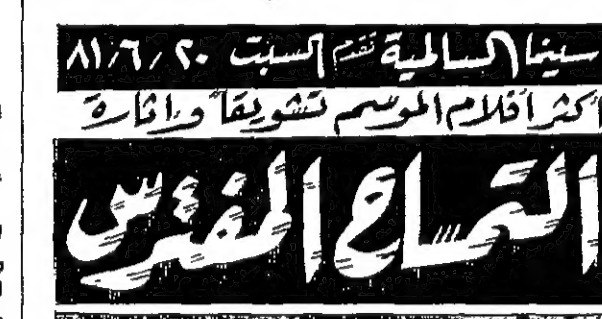 سينما السالمية تقدم السبت ٨١/٦/٢٠
أكثر أفلام الموسم تشويقاً وإثارة
التمساح المفترس